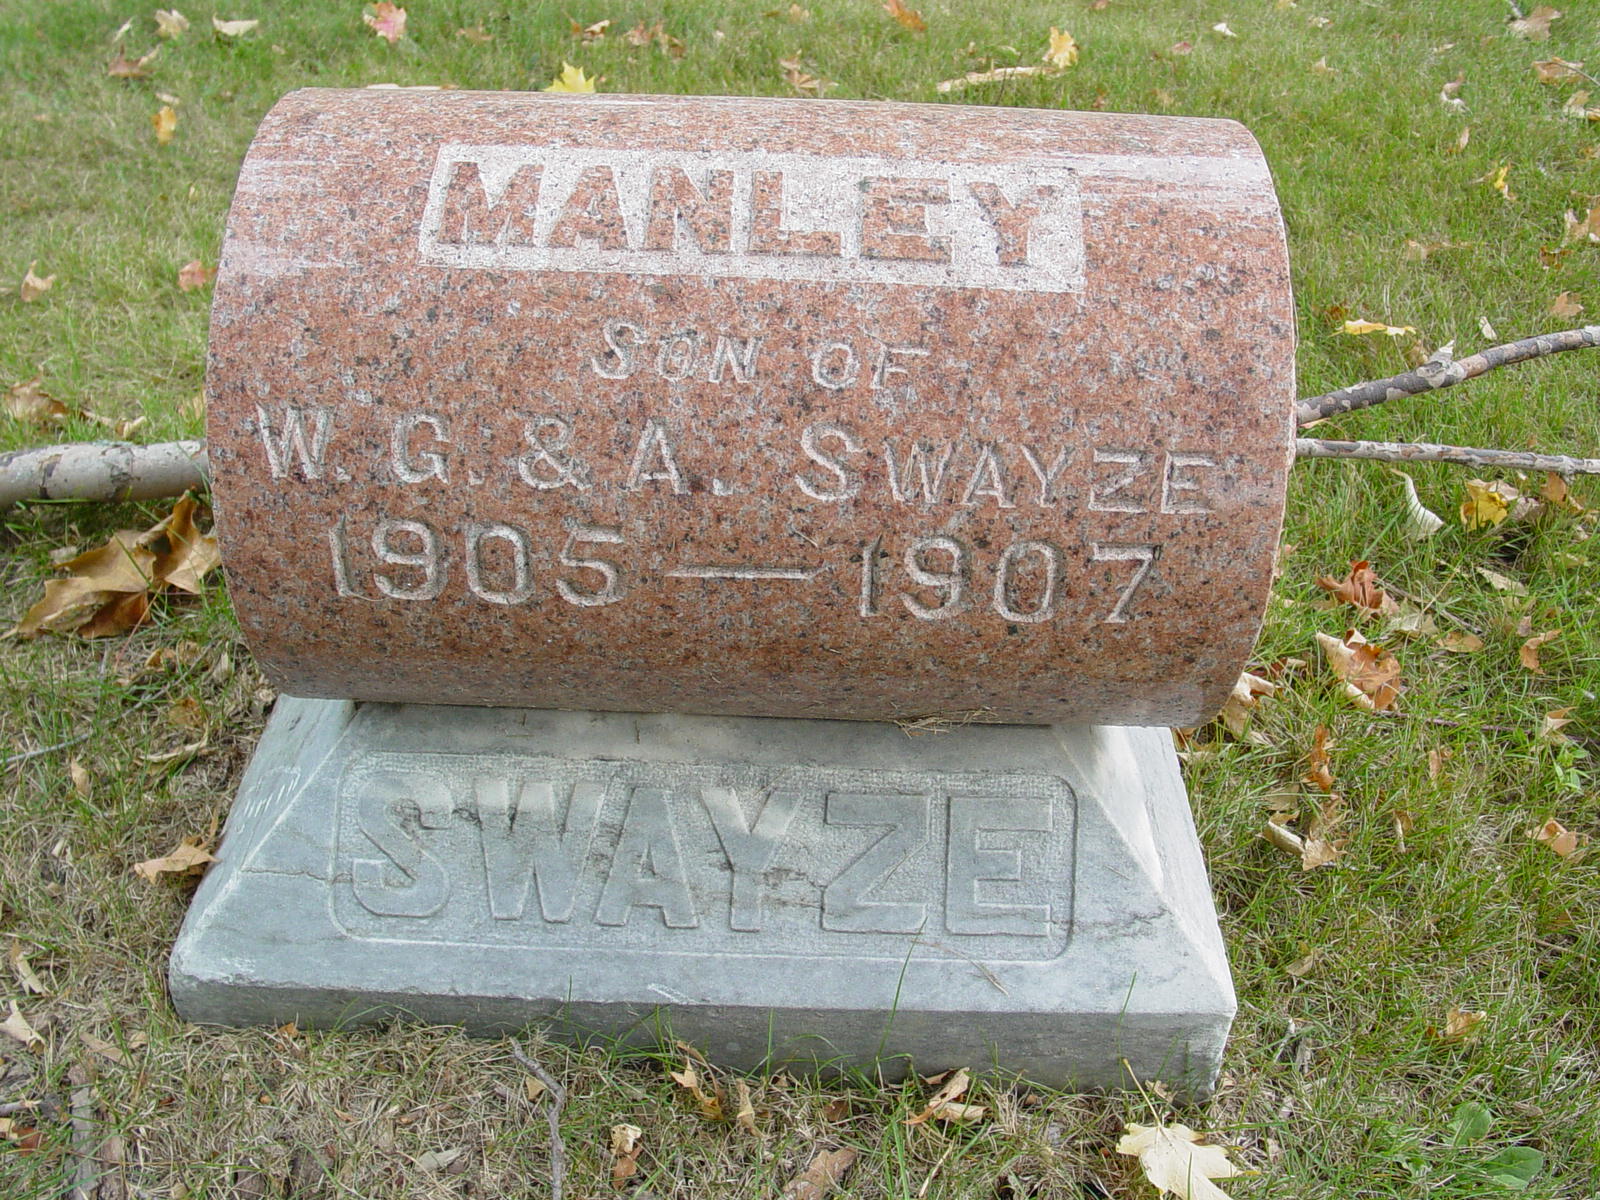 MANLEY
SON OF
W. G. & A. SWAYZE
1905 — 1907
SWAYZE